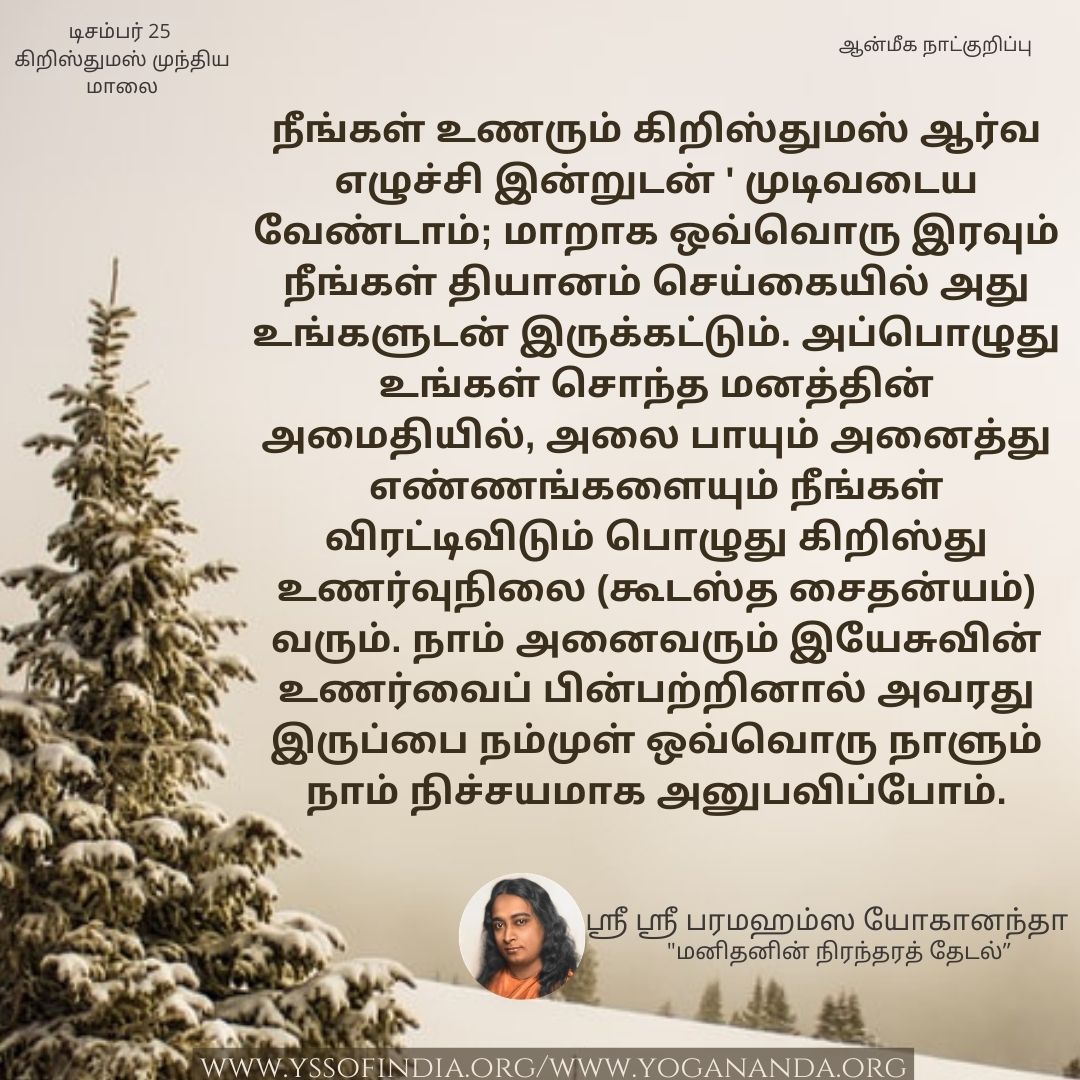 டிசம்பர் 25
கிறிஸ்துமஸ் முந்திய
மாலை
ஆன்மீக நாட்குறிப்பு
நீங்கள் உணரும் கிறிஸ்துமஸ் ஆர்வ
எழுச்சி இன்றுடன் ' முடிவடைய
வேண்டாம்; மாறாக ஒவ்வொரு இரவும்
நீங்கள் தியானம் செய்கையில் அது
உங்களுடன் இருக்கட்டும். அப்பொழுது
உங்கள் சொந்த மனத்தின்
அமைதியில், அலை பாயும் அனைத்து
எண்ணங்களையும் நீங்கள்
விரட்டிவிடும் பொழுது கிறிஸ்து
உணர்வுநிலை (கூடஸ்த சைதன்யம்)
வரும். நாம் அனைவரும் இயேசுவின்
உணர்வைப் பின்பற்றினால் அவரது
இருப்பை நம்முள் ஒவ்வொரு நாளும்
நாம் நிச்சயமாக அனுபவிப்போம்.
ஸ்ரீ ஸ்ரீ பரமஹம்ஸ யோகானந்தா
"மனிதனின் நிரந்தரத் தேடல்”
WWW.YSSOFINDIA.ORG/WWW.YOGANANDA.ORG